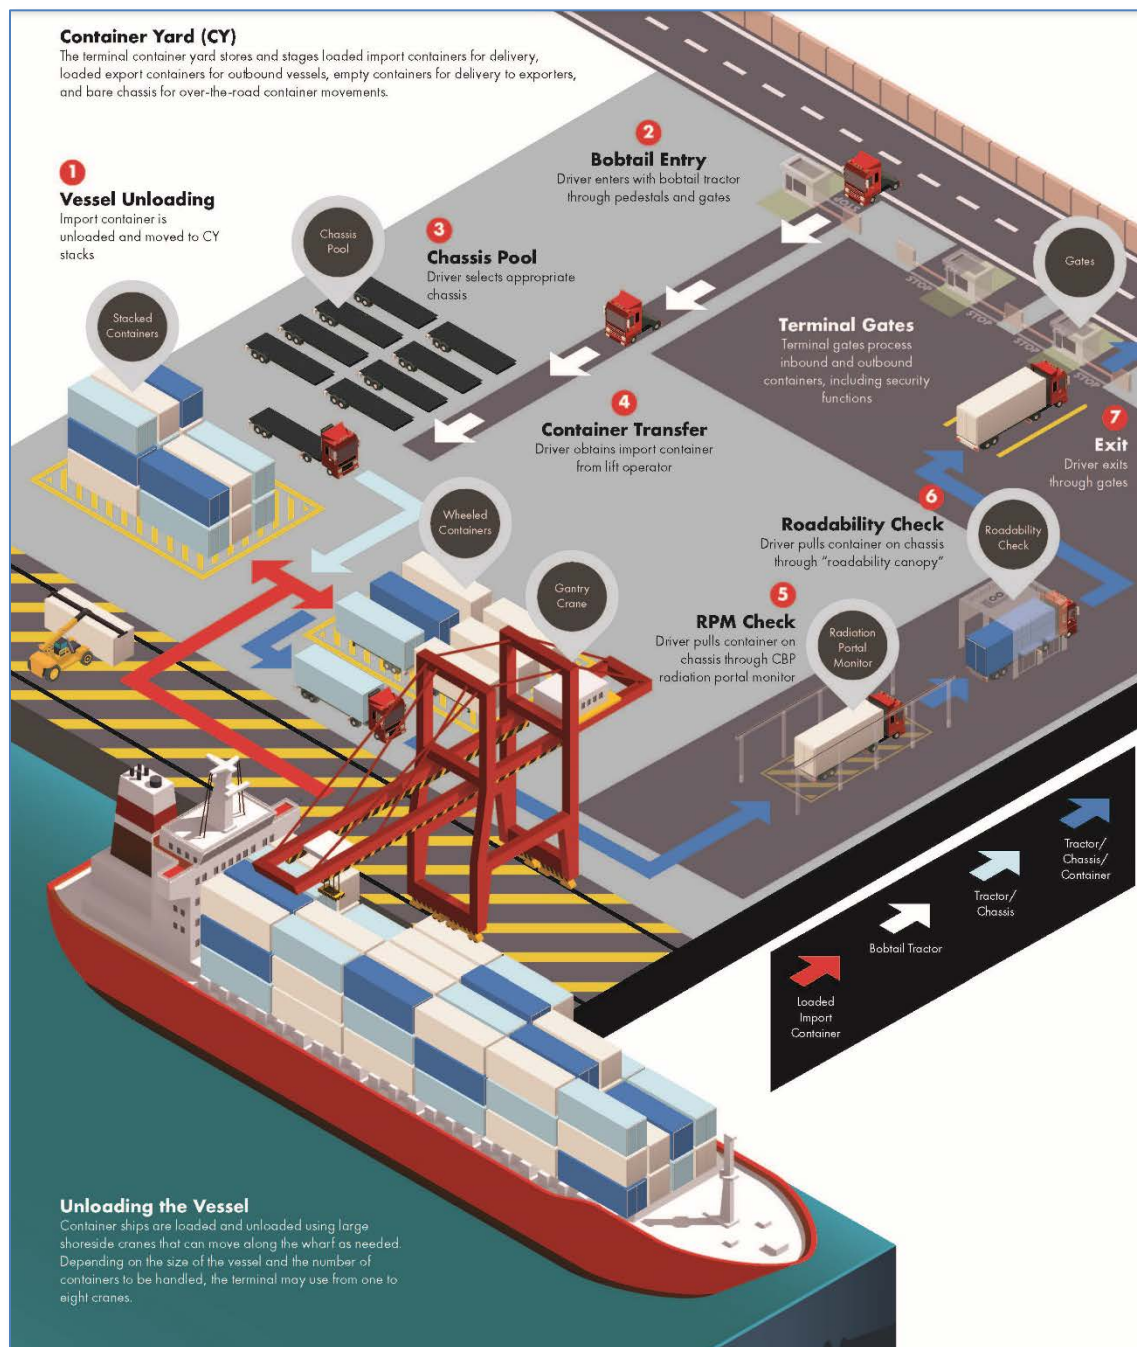 Container Yard (CY)
The terminal container yard stores and stages loaded import containers for delivery,
loaded export containers for outbound vessels, empty containers for delivery to exporters,
and bare chassis for over-the-road container movements.
1
Vessel Unloading
Import container is
unloaded and moved to CY
stacks
2
Bobtail Entry
Driver enters with bobtail tractor
through pedestals and gates
3
Chassis Pool
Driver selects appropriate
chassis
Chassis
Pool
Stacked
Containers
Gates
STOP
STOP
STOP
STOP
Terminal Gates
Terminal gates process
inbound and outbound
containers, including security
functions
4
Container Transfer
Driver obtains import container
from lift operator
7
Exit
Driver exits
through gates
6
Roadability Check
Driver pulls container on chassis
through "roadability canopy"
Roadability
Check
Wheeled
Containers
Gantry
Crane
5
RPM Check
Driver pulls container on
chassis through CBP
radiation portal monitor
Radiation
Portal
Monitor
Tractor/
Chassis/
Container
Tractor/
Chassis
Bobtail Tractor
Loaded
Import
Container
Unloading the Vessel
Container ships are loaded and unloaded using large
shoreside cranes that can move along the wharf as needed.
Depending on the size of the vessel and the number of
containers to be handled, the terminal may use from one to
eight cranes.